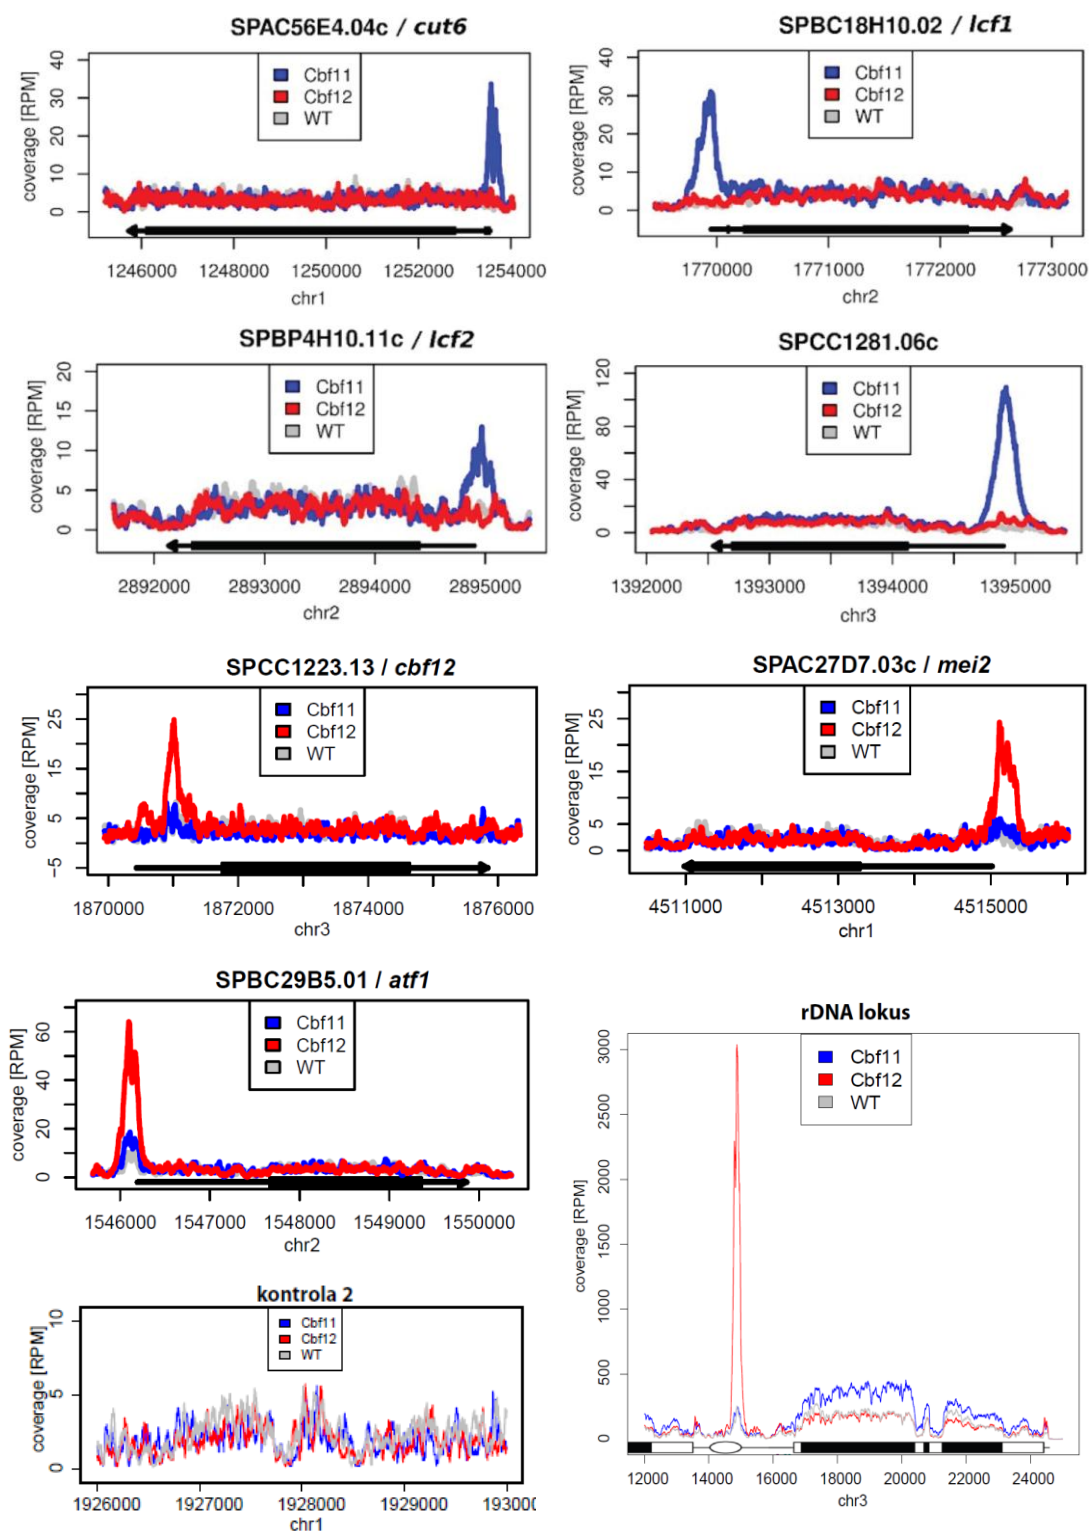 SPAC56E4.04c / cut6
coverage [RPM]
40
30
20
10
0
Cbf11
Cbf12
WT
1246000 1248000 1250000 1252000 1254000
chr1
SPBC18H10.02 / lcf1
coverage [RPM]
40
30
20
10
0
Cbf11
Cbf12
WT
1770000 1771000 1772000 1773000
chr2
SPBP4H10.11c / lcf2
coverage [RPM]
20
15
10
5
0
Cbf11
Cbf12
WT
2892000 2893000 2894000 2895000
chr2
SPCC1281.06c
coverage [RPM]
120
80
40
0
Cbf11
Cbf12
WT
1392000 1393000 1394000 1395000
chr3
SPCC1223.13 / cbf12
coverage [RPM]
25
15
5
−5
Cbf11
Cbf12
WT
1870000 1872000 1874000 1876000
chr3
SPAC27D7.03c / mei2
coverage [RPM]
25
15
5
0
Cbf11
Cbf12
WT
4511000 4513000 4515000
chr1
SPBC29B5.01 / atf1
coverage [RPM]
60
40
20
0
Cbf11
Cbf12
WT
1546000 1547000 1548000 1549000 1550000
chr2
rDNA lokus
coverage [RPM]
3000
2500
2000
1500
1000
500
0
Cbf11
Cbf12
WT
12000 14000 16000 18000 20000 22000 24000
chr3
kontrola 2
coverage [RPM]
10
5
0
Cbf11
Cbf12
WT
1926000 1927000 1928000 1929000 193000
chr1